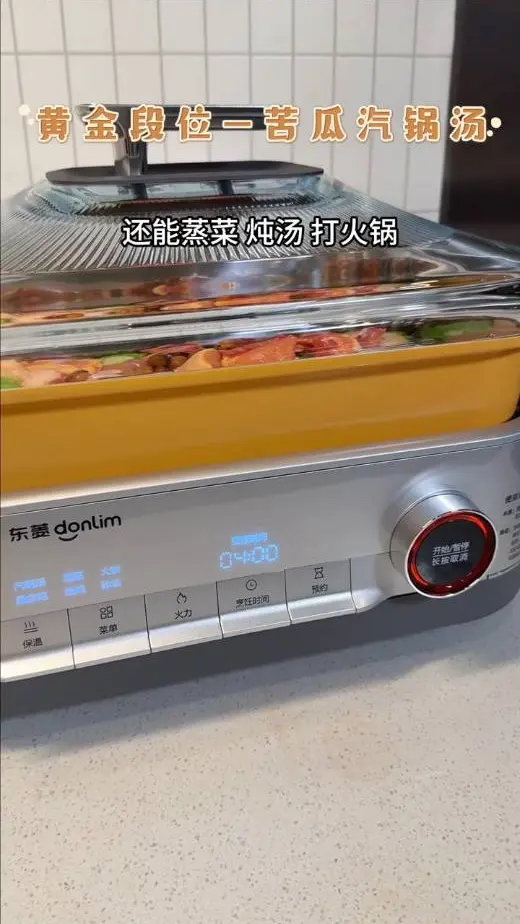 黄金段位一苦瓜汽锅汤
还能蒸菜 炖汤 打火锅
东菱 donlim
04:00
开始/暂停
长按取消
保温
菜单
火力
烹饪时间
预约